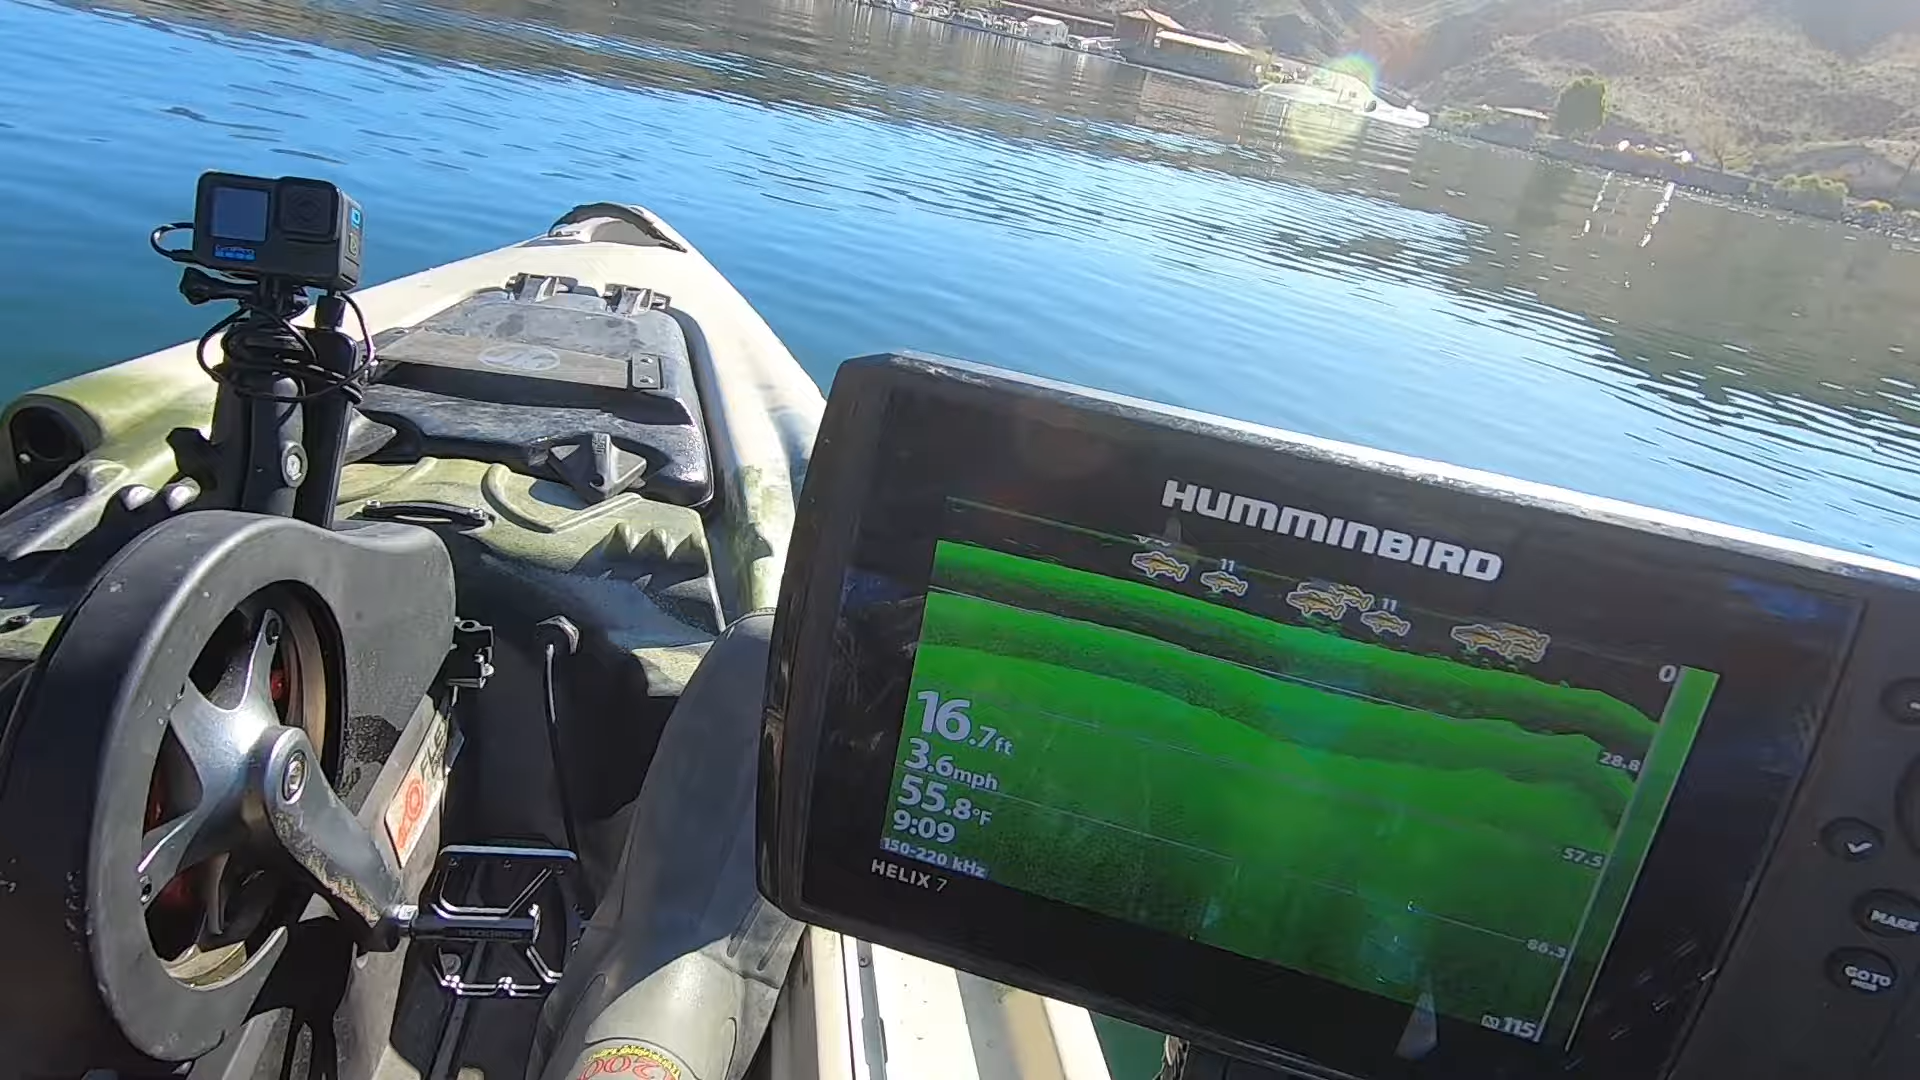 HUMMINBIRD
11
11
0
16.7ft
28.8
3.6mph
55.8°F
57.5
9:09
150-220 kHz
86.3
HELIX 7
115
MARK
GOTO
MOB